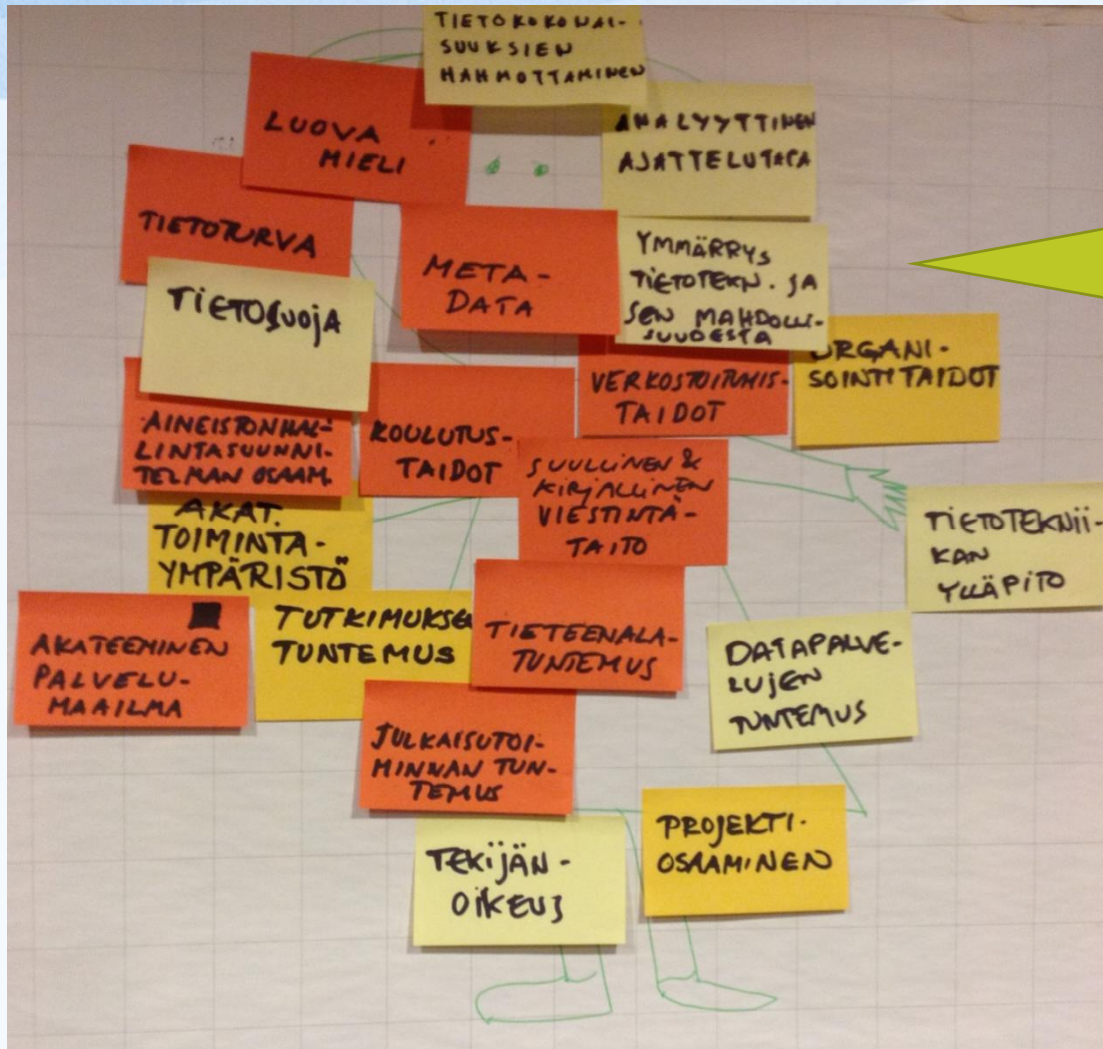 TIETOKOKONAI-
SUUKSIEN
HAHMOTTAMINEN
LUOVA
MIELI
ANALYYTTINEN
AJATTELUTAPA
TIETOTURVA
META-
DATA
YMMÄRRYS
TIETOTEKN. JA
SEN MAHDOLLI-
SUUDESTA
TIETOSUOJA
VERKOSTOITUMIS-
TAIDOT
ORGANI-
SOINTITAIDOT
AINEISTONHAL-
LINTASUUNNI-
TELMAN OSAAM.
KOULUTUS-
TAIDOT
SUULLINEN &
KIRJALLINEN
VIESTINTÄ-
TAITO
AKAT.
TOIMINTA-
YMPÄRISTÖ
TIETOTEKNII-
KAN
YLLÄPITO
AKATEEMINEN
PALVELU-
MAAILMA
TUTKIMUKSEN
TUNTEMUS
TIETEENALA-
TUNTEMUS
DATAPALVE-
LUJEN
TUNTEMUS
JULKAISUTOI-
MINNAN TUN-
TEMUS
TEKIJÄN-
OIKEUS
PROJEKTI-
OSAAMINEN